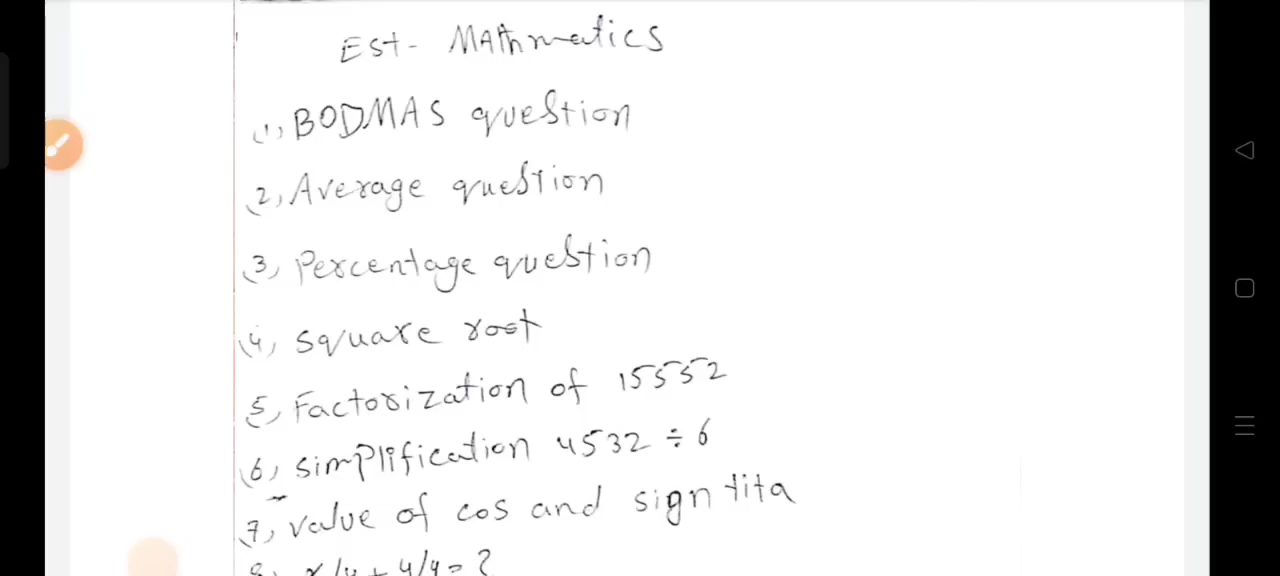 Est - MAthmatics
(1) BODMAS question
(2) Average question
(3) Percentage question
(4) square root
(5) Factorization of 15552
(6) simplification 4532 ÷ 6
(7) value of cos and sign tita